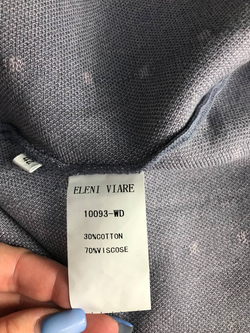 ELENI VIARE
10093-WD
30%COTTON
70%VISCOSE